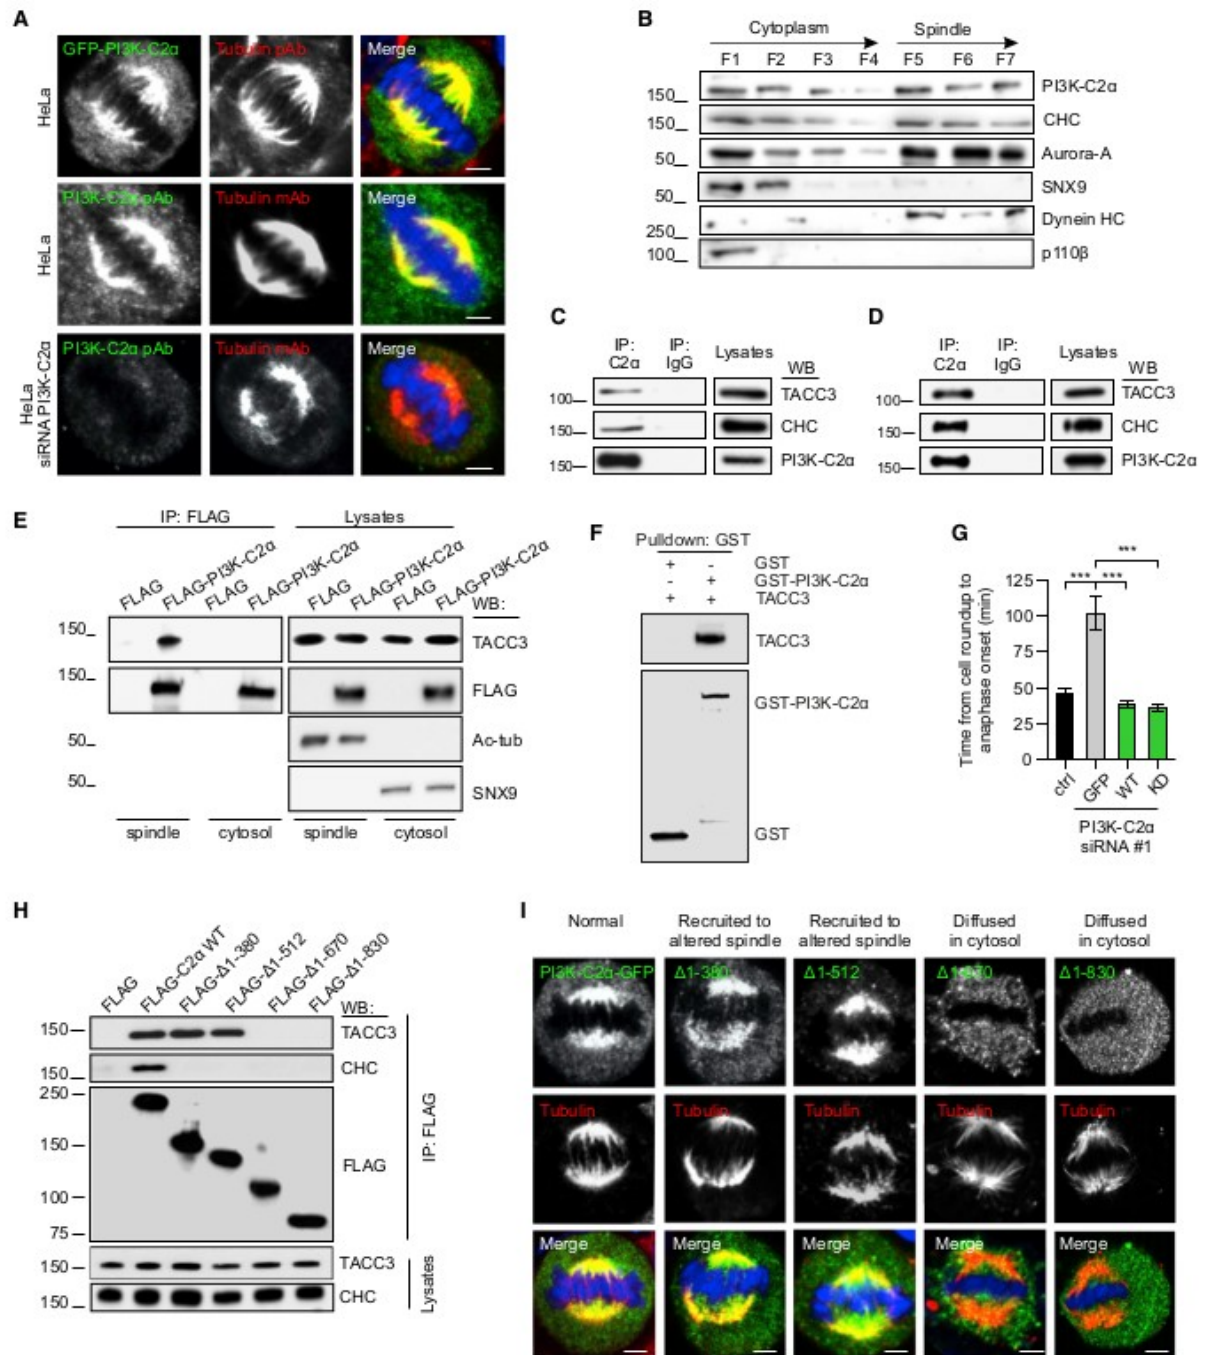 A
GFP-PI3K-C2α
Tubulin pAb
Merge
HeLa
PI3K-C2α pAb
Tubulin mAb
Merge
HeLa
PI3K-C2α pAb
Tubulin mAb
Merge
HeLa
siRNA PI3K-C2α
B
Cytoplasm
Spindle
F1 F2 F3 F4 F5 F6 F7
150 PI3K-C2α
150 CHC
50 Aurora-A
50 SNX9
250 Dynein HC
100 p110β
C
IP: C2α
IP: IgG
Lysates
WB
100 TACC3
150 CHC
150 PI3K-C2α
D
IP: C2α
IP: IgG
Lysates
WB
100 TACC3
150 CHC
150 PI3K-C2α
E
IP: FLAG
Lysates
FLAG
FLAG-PI3K-C2α
FLAG
FLAG-PI3K-C2α
FLAG
FLAG-PI3K-C2α
FLAG
FLAG-PI3K-C2α
WB:
150 TACC3
150 FLAG
50 Ac-tub
50 SNX9
spindle cytosol spindle cytosol
F
Pulldown: GST
+ - GST
- + GST-PI3K-C2α
+ + TACC3
TACC3
GST-PI3K-C2α
GST
G
Time from cell roundup to
anaphase onset (min)
125
100
75
50
25
0
***
*** ***
ctrl GFP WT KD
PI3K-C2α
siRNA #1
H
FLAG
FLAG-C2α WT
FLAG-Δ1-380
FLAG-Δ1-512
FLAG-Δ1-670
FLAG-Δ1-830
WB:
150 TACC3
150 CHC
250
150
FLAG
100
75
IP: FLAG
150 TACC3
150 CHC
Lysates
I
Normal
Recruited to
altered spindle
Recruited to
altered spindle
Diffused
in cytosol
Diffused
in cytosol
PI3K-C2α-GFP Δ1-380 Δ1-512 Δ1-670 Δ1-830
Tubulin Tubulin Tubulin Tubulin Tubulin
Merge Merge Merge Merge Merge